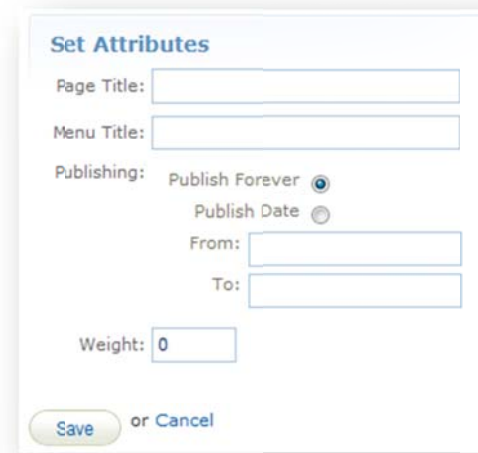 Set Attributes
Page Title:
Menu Title:
Publishing: Publish Forever
Publish Date
From:
To:
Weight: 0
Save or Cancel